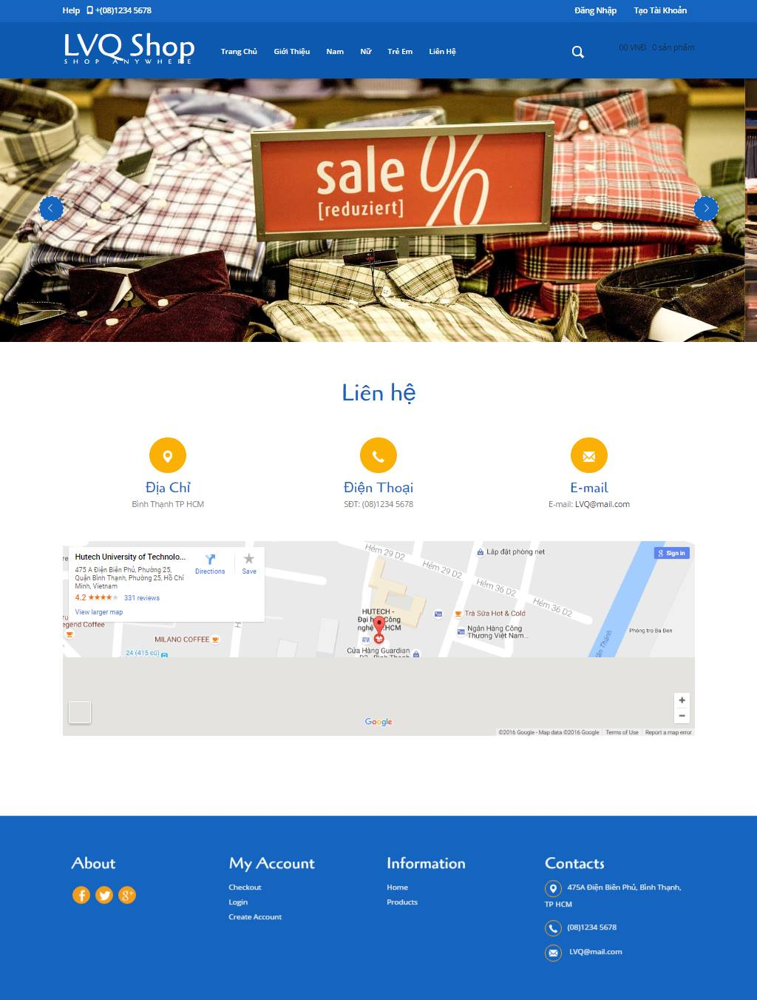 Help +(08)1234 5678
Đăng Nhập Tạo Tài Khoản
LVQ Shop
SHOP ANYWHERE
Trang Chủ Giới Thiệu Nam Nữ Trẻ Em Liên Hệ
00 VNĐ 0 sản phẩm
sale %
[reduziert]
Liên hệ
Địa Chỉ
Bình Thạnh TP HCM
Điện Thoại
SĐT: (08)1234 5678
E-mail
E-mail: LVQ@mail.com
Hutech University of Technolo...
475 A Điện Biên Phủ, Phường 25,
Quận Bình Thạnh, Phường 25, Hồ Chí
Minh, Vietnam
4.2 331 reviews
View larger map
Directions
Save
Sign in
Hẻm 29 D2
Hẻm 29 D2
Hẻm 36 D2
Hẻm 36 D2
Lắp đặt phòng net
HUTECH -
Trà Sữa Hot & Cold
Ngân Hàng Công
Thương Việt Nam...
Phòng trọ Ba Đen
egend Coffee
MILANO COFFEE
ATM
24 (415 cũ)
Cửa Hàng Guardian
Google
©2016 Google - Map data ©2016 Google Terms of Use Report a map error
About
My Account
Checkout
Login
Create Account
Information
Home
Products
Contacts
475A Điện Biên Phủ, Bình Thạnh,
TP HCM
(08)1234 5678
LVQ@mail.com